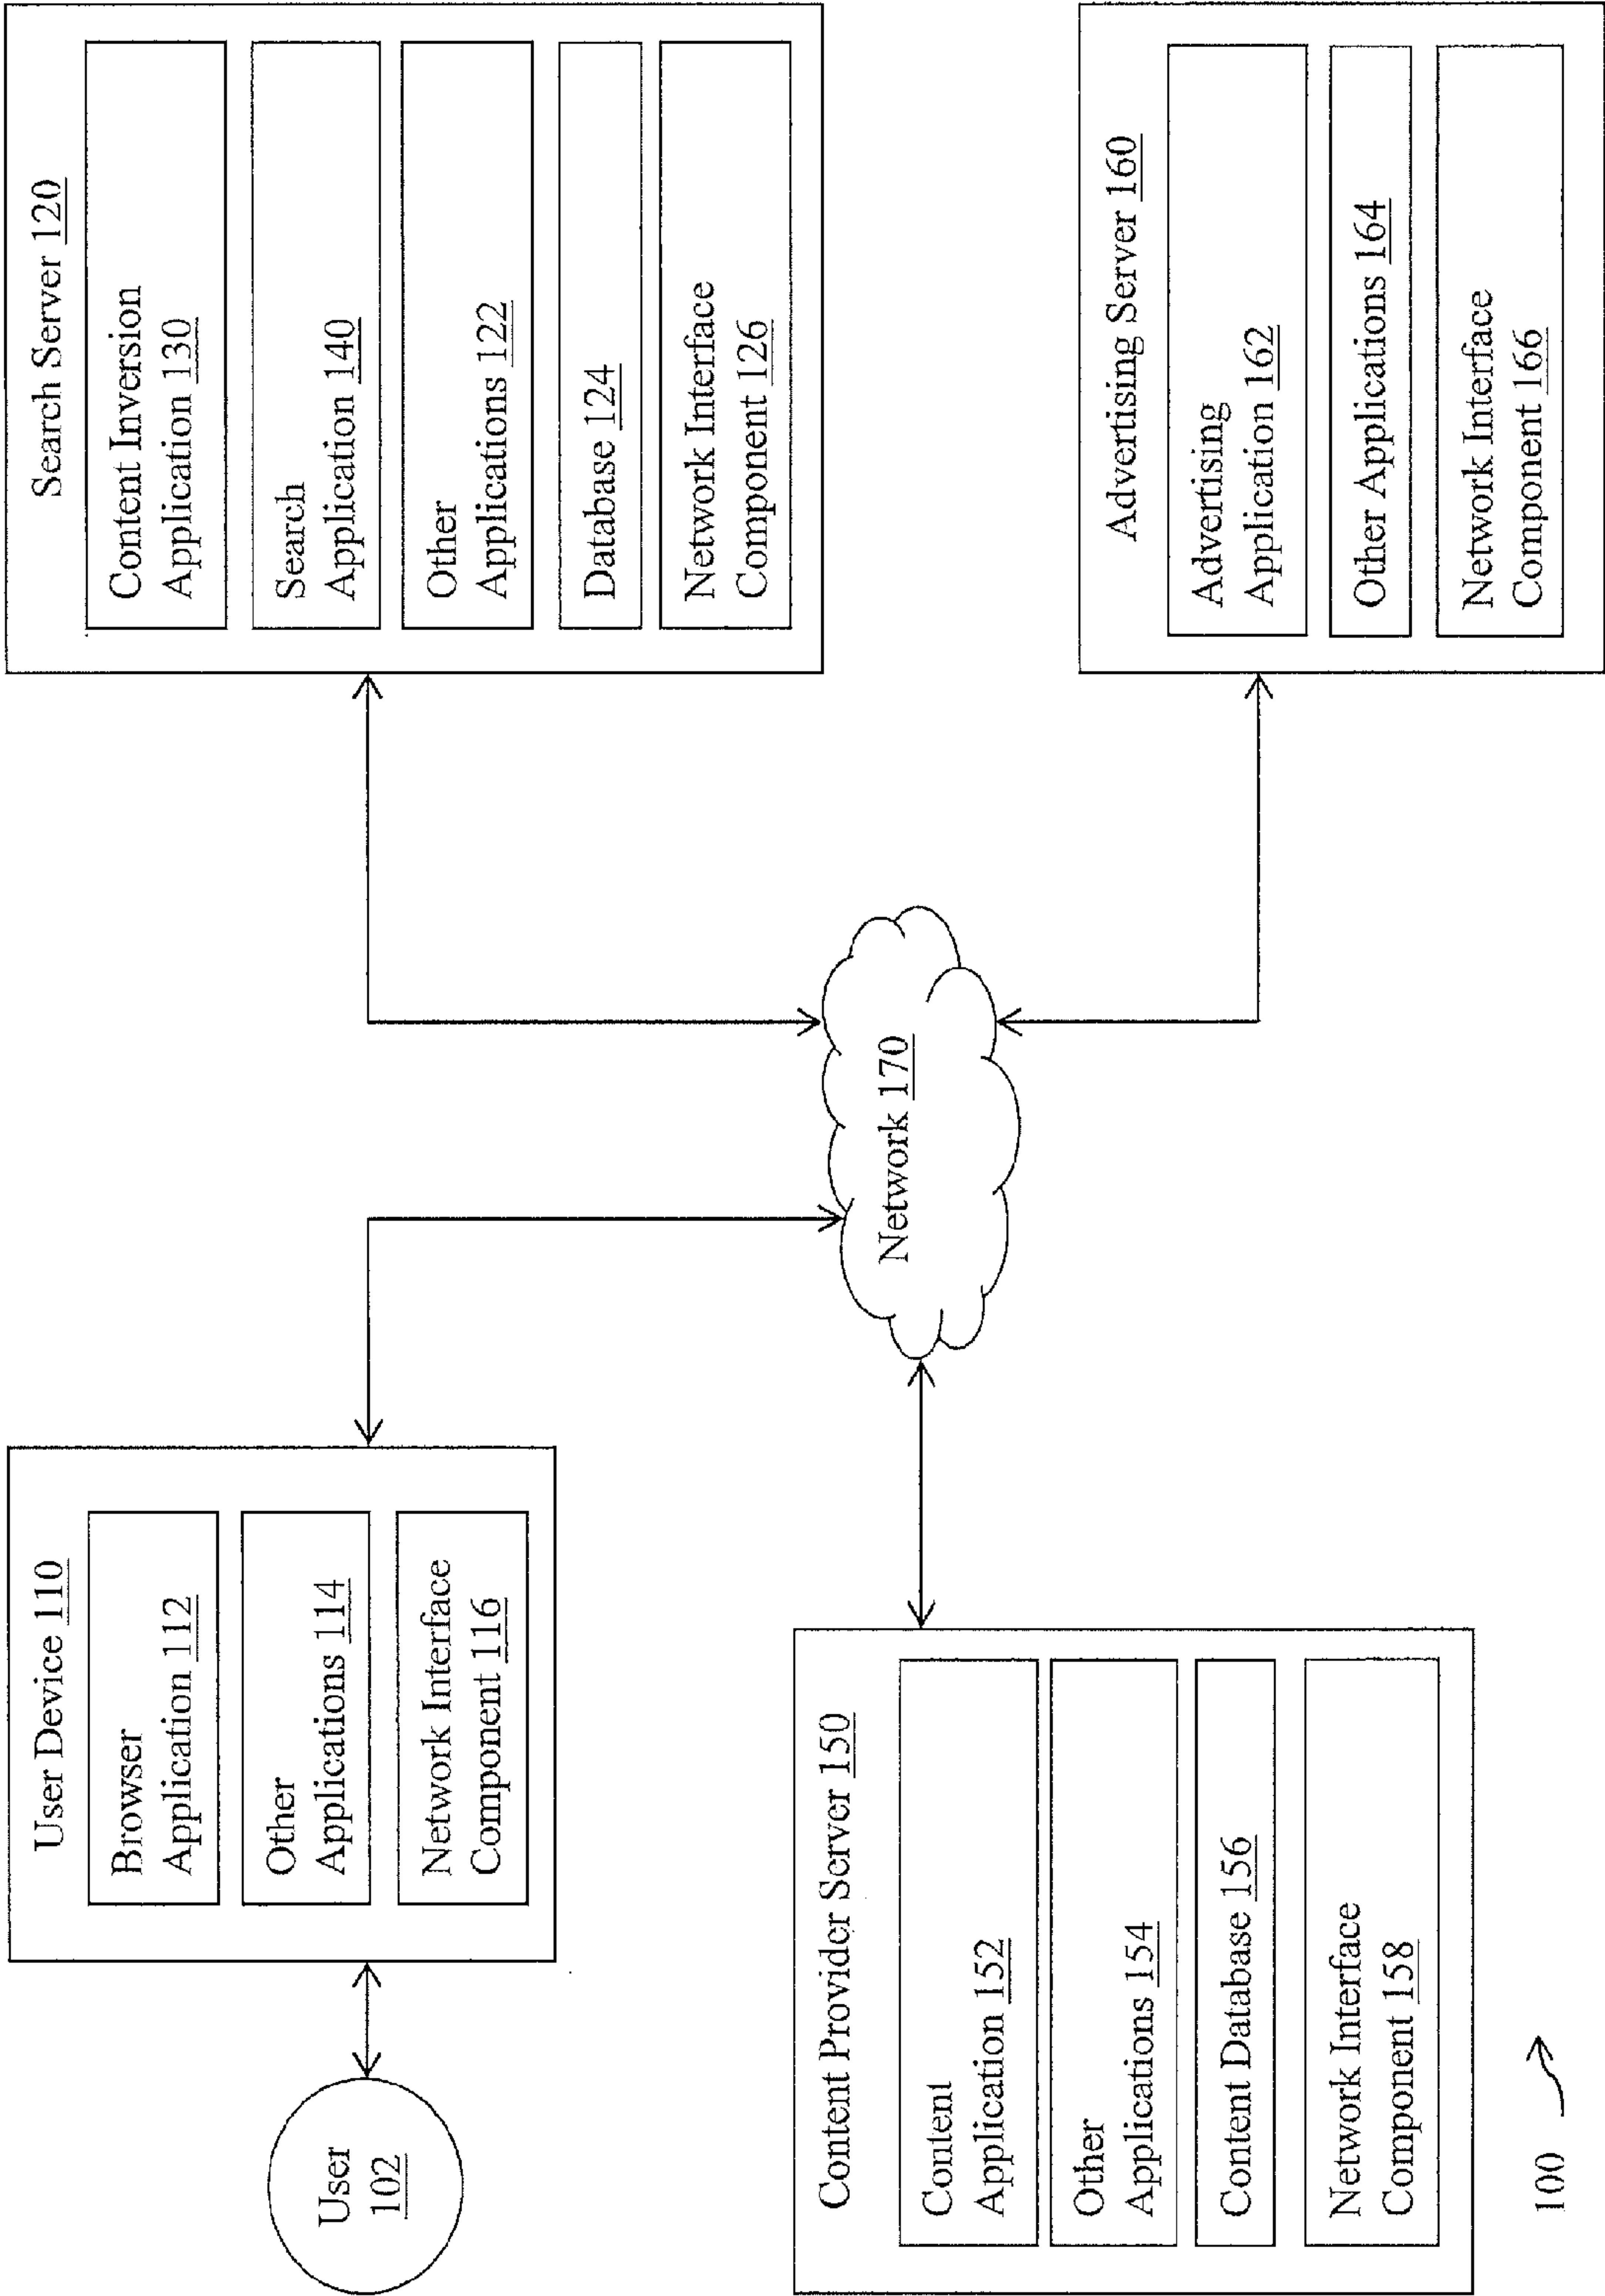 User
102
User Device 110
Browser
Application 112
Other
Applications 114
Network Interface
Component 116
Search Server 120
Content Inversion
Application 130
Search
Application 140
Other
Applications 122
Database 124
Network Interface
Component 126
Network 170
Content Provider Server 150
Content
Application 152
Other
Applications 154
Content Database 156
Network Interface
Component 158
Advertising Server 160
Advertising
Application 162
Other Applications 164
Network Interface
Component 166
100